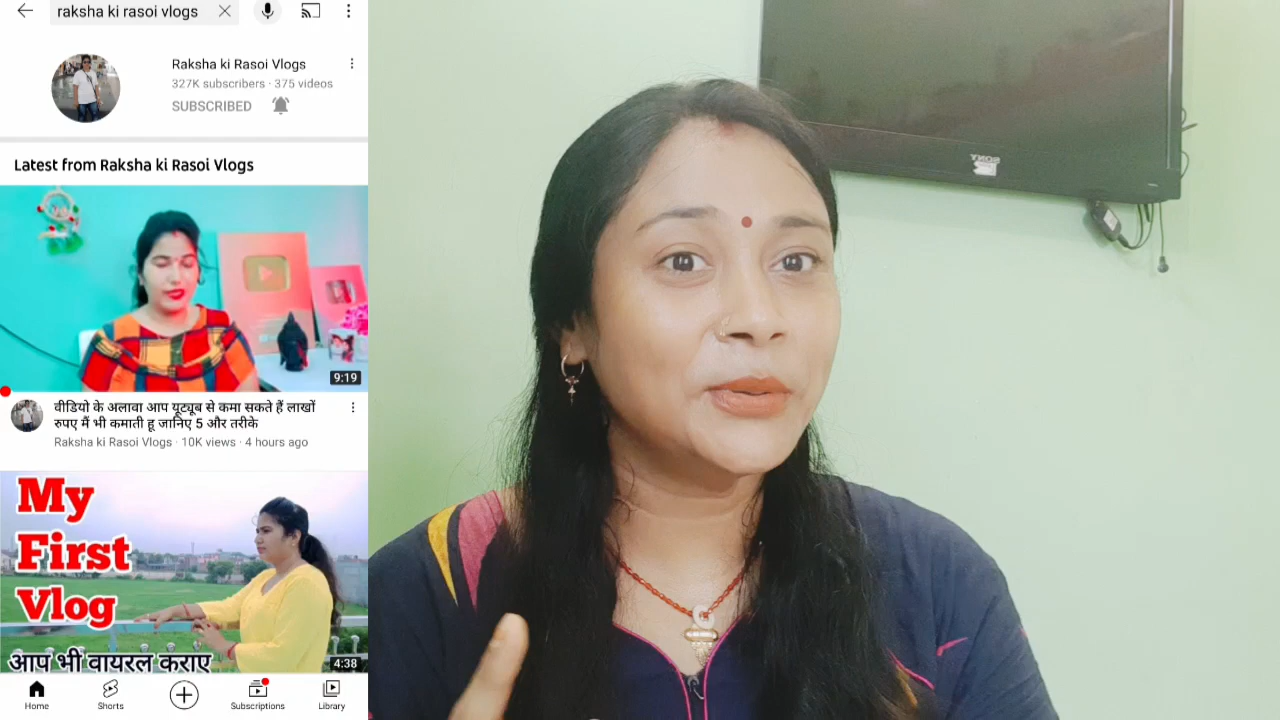 raksha ki rasoi vlogs
Raksha ki Rasoi Vlogs
327K subscribers · 375 videos
SUBSCRIBED
Latest from Raksha ki Rasoi Vlogs
9:19
वीडियो के अलावा आप यूट्यूब से कमा सकते हैं लाखों
रुपए मैं भी कमाती हू जानिए 5 और तरीके
Raksha ki Rasoi Vlogs · 10K views · 4 hours ago
My
First
Vlog
आप भी वायरल कराए
4:38
Home
Shorts
Subscriptions
Library
SONY